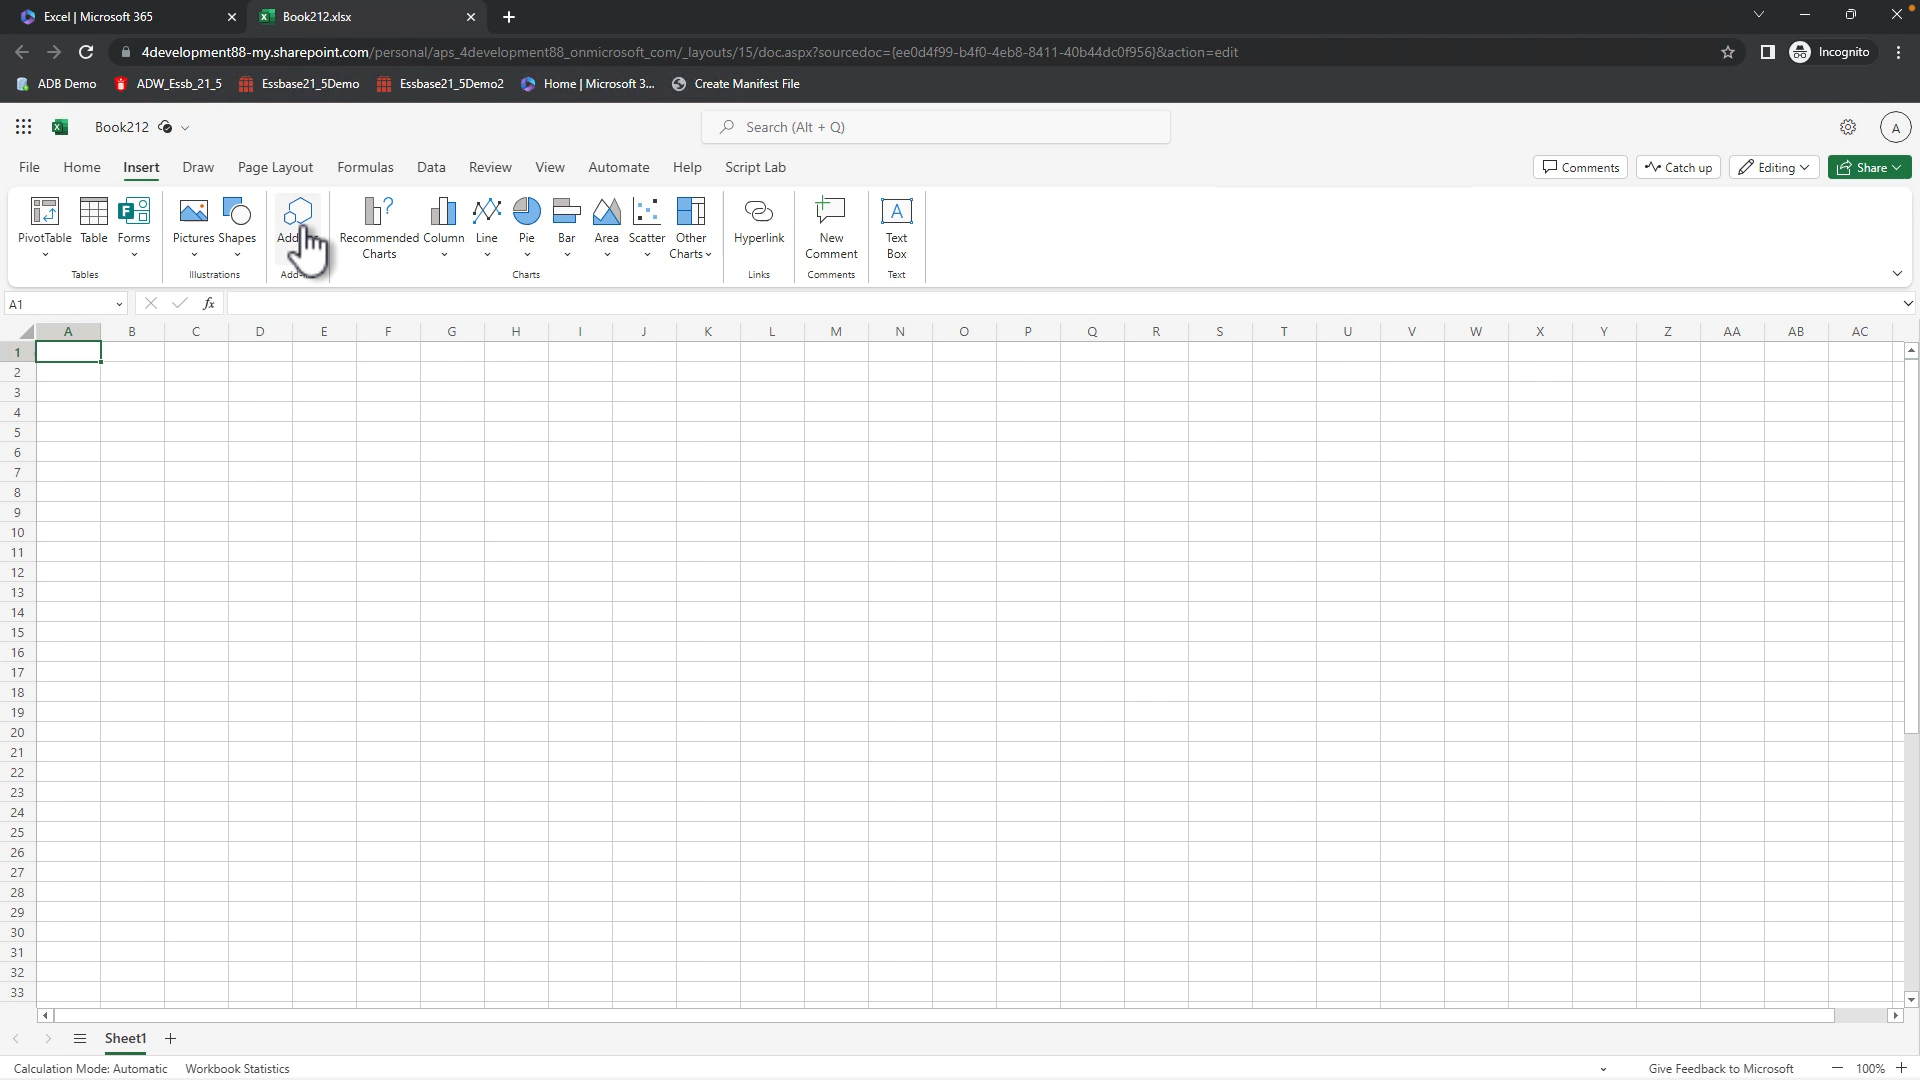 Excel | Microsoft 365
Book212.xlsx
4development88-my.sharepoint.com/personal/aps_4development88_onmicrosoft_com/_layouts/15/doc.aspx?sourcedoc={ee0d4f99-b4f0-4eb8-8411-40b44dc0f956}&action=edit
Incognito
ADB Demo ADW_Essb_21_5 Essbase21_5Demo Essbase21_5Demo2 Home | Microsoft 3... Create Manifest File
Book212
Search (Alt + Q)
A
File Home Insert Draw Page Layout Formulas Data Review View Automate Help Script Lab
Comments Catch up Editing Share
PivotTable Table Forms Pictures Shapes Recommended Charts Column Line Pie Bar Area Scatter Other Charts Hyperlink New Comment Text Box
Tables Illustrations Charts Links Comments Text
A1
fx
A B C D E F G H I J K L M N O P Q R S T U V W X Y Z AA AB AC
1
2
3
4
5
6
7
8
9
10
11
12
13
14
15
16
17
18
19
20
21
22
23
24
25
26
27
28
29
30
31
32
33
Sheet1
Calculation Mode: Automatic Workbook Statistics
Give Feedback to Microsoft
100%